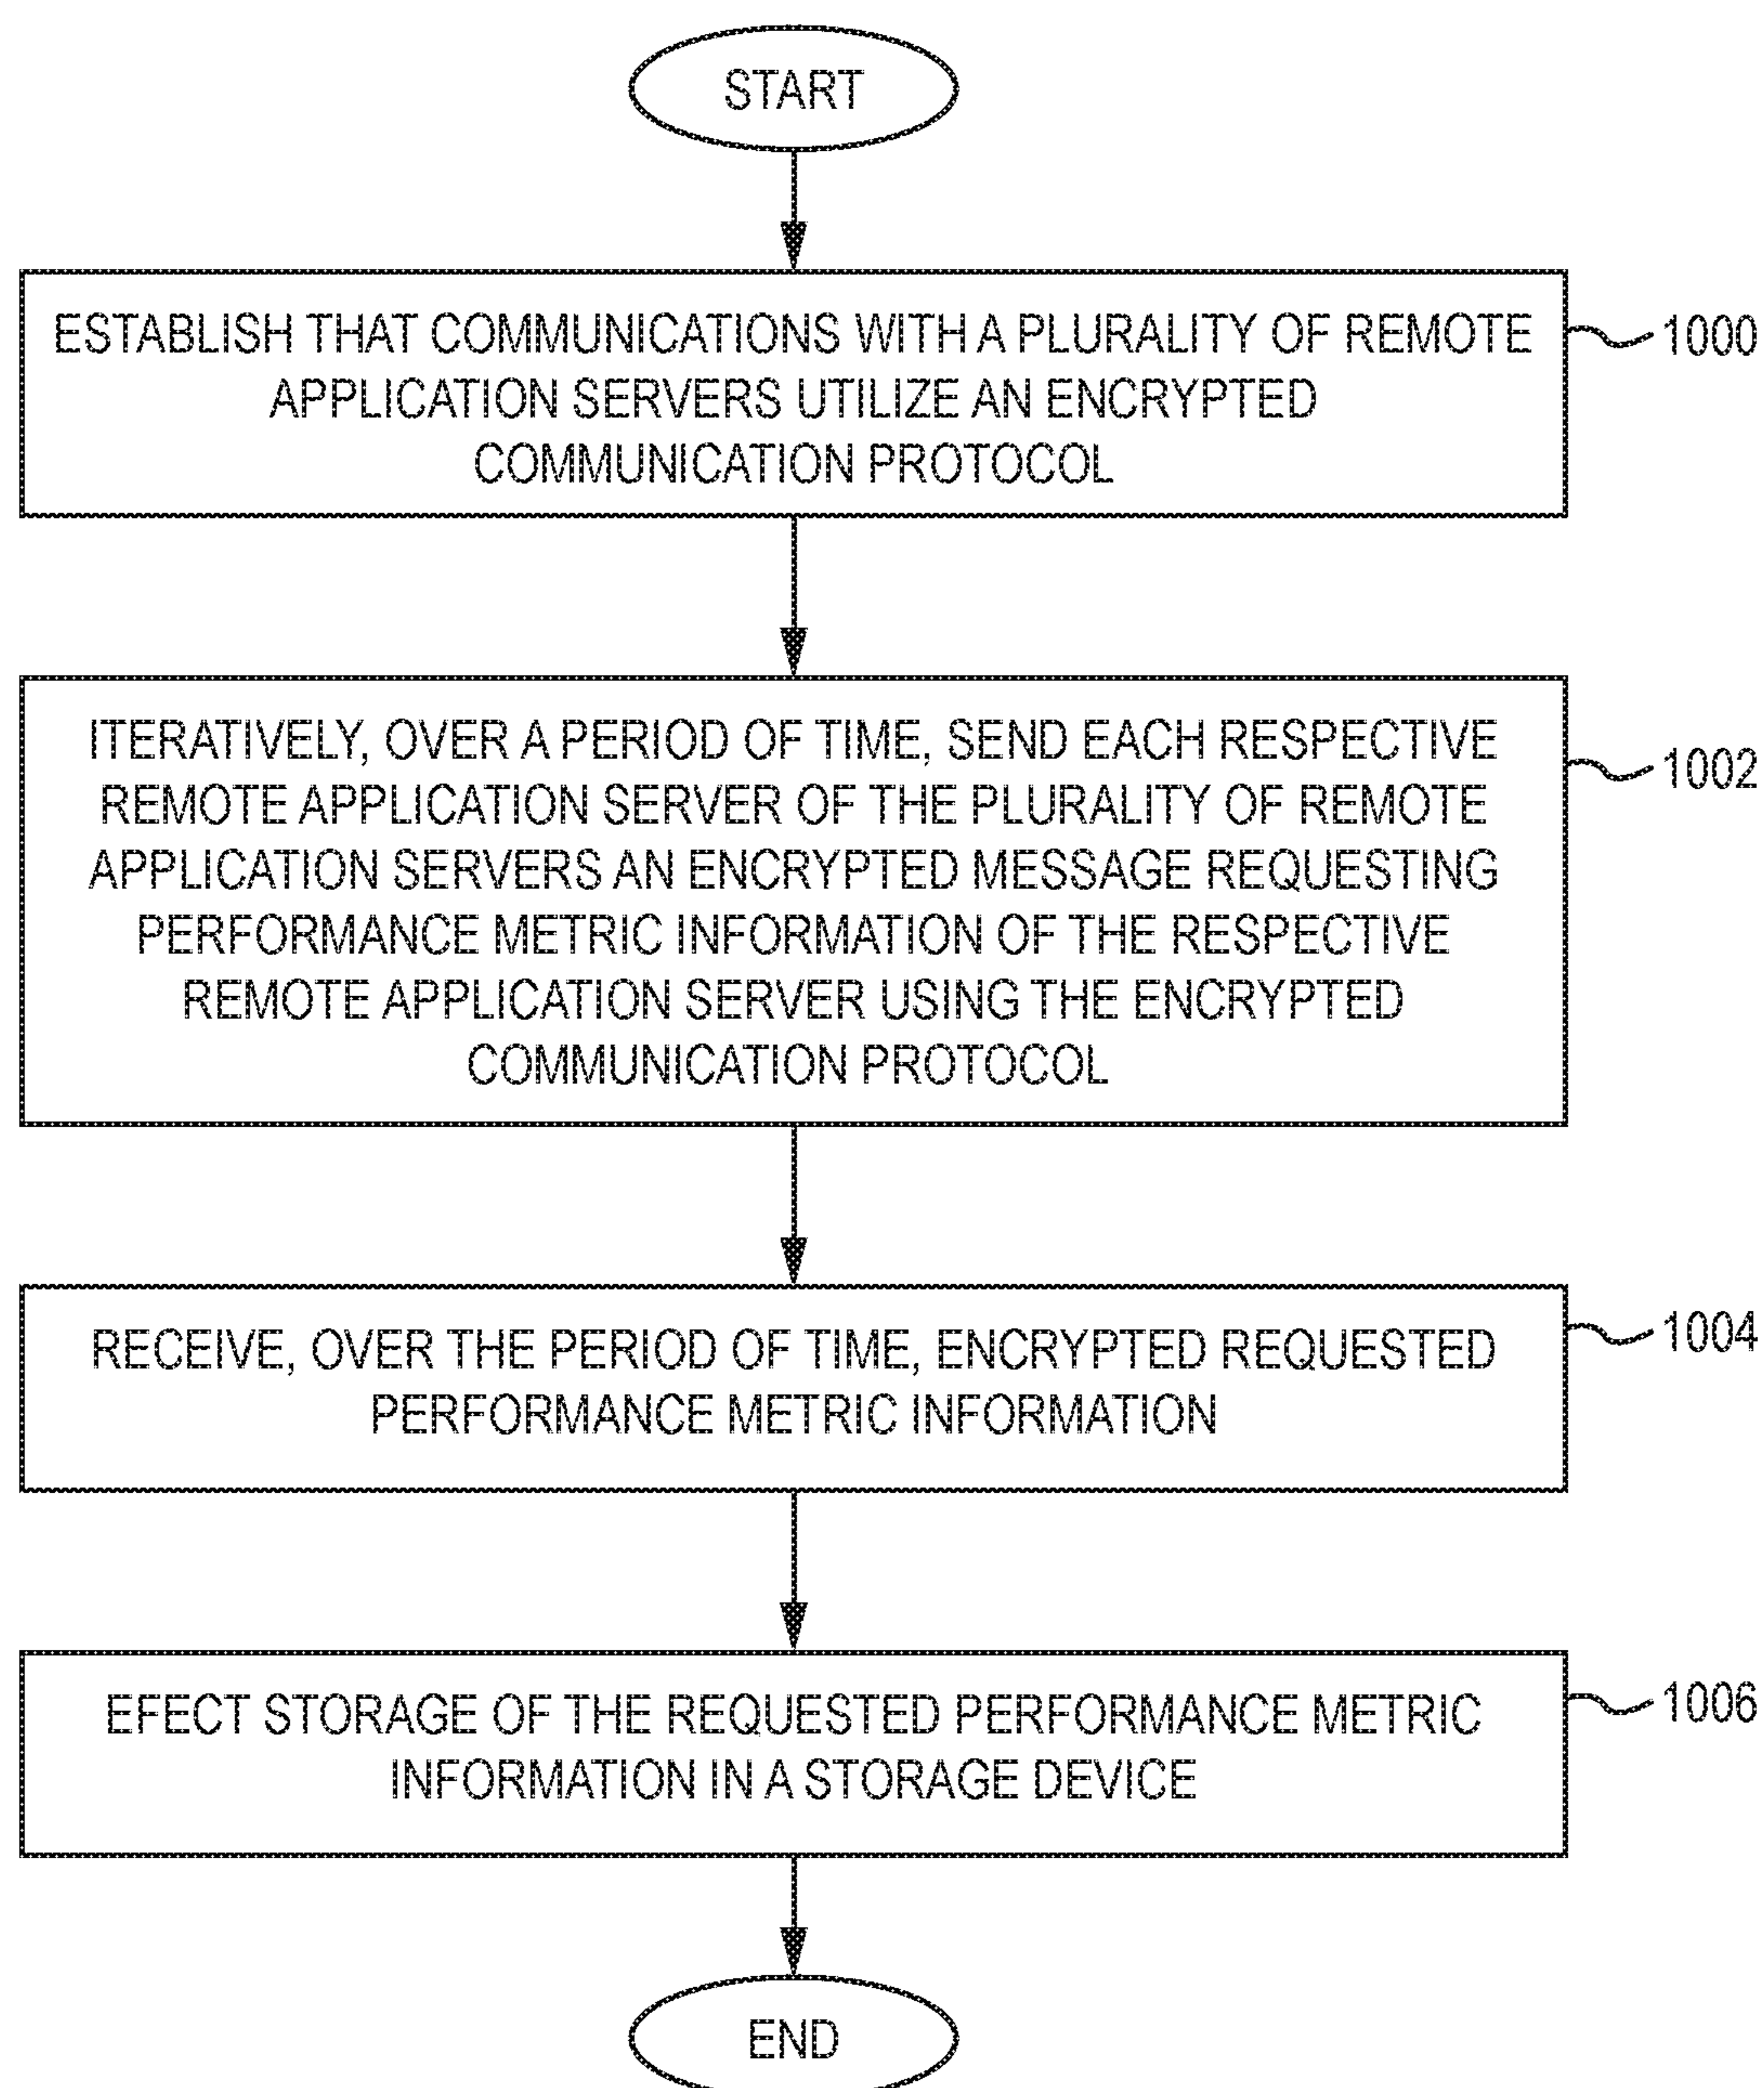 START
ESTABLISH THAT COMMUNICATIONS WITH A PLURALITY OF REMOTE
APPLICATION SERVERS UTILIZE AN ENCRYPTED
COMMUNICATION PROTOCOL
1000
ITERATIVELY, OVER A PERIOD OF TIME, SEND EACH RESPECTIVE
REMOTE APPLICATION SERVER OF THE PLURALITY OF REMOTE
APPLICATION SERVERS AN ENCRYPTED MESSAGE REQUESTING
PERFORMANCE METRIC INFORMATION OF THE RESPECTIVE
REMOTE APPLICATION SERVER USING THE ENCRYPTED
COMMUNICATION PROTOCOL
1002
RECEIVE, OVER THE PERIOD OF TIME, ENCRYPTED REQUESTED
PERFORMANCE METRIC INFORMATION
1004
EFECT STORAGE OF THE REQUESTED PERFORMANCE METRIC
INFORMATION IN A STORAGE DEVICE
1006
END